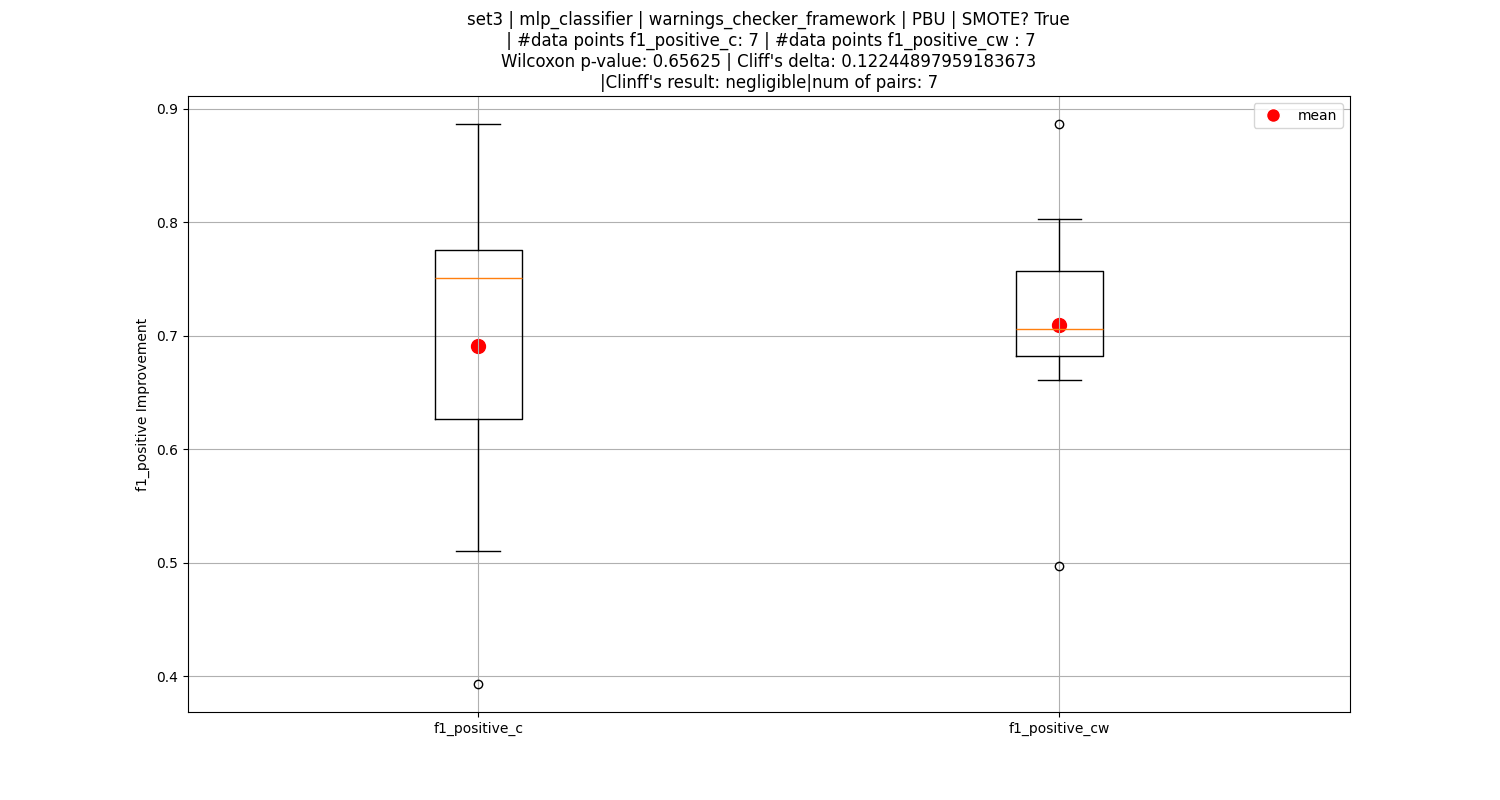 set3 | mlp_classifier | warnings_checker_framework | PBU | SMOTE? True
| #data points f1_positive_c: 7 | #data points f1_positive_cw : 7
Wilcoxon p-value: 0.65625 | Cliff's delta: 0.12244897959183673
|Clinff's result: negligible|num of pairs: 7
mean
f1_positive Improvement
0.9
0.8
0.7
0.6
0.5
0.4
f1_positive_c
f1_positive_cw